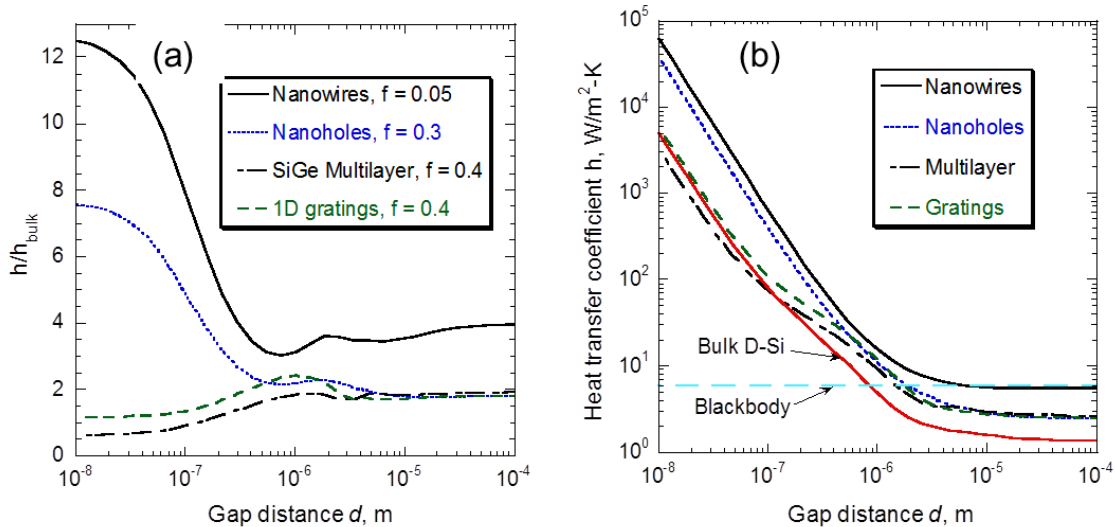 (a)
12
10
8
6
4
2
0
h/h_bulk
Nanowires, f = 0.05
Nanoholes, f = 0.3
SiGe Multilayer, f = 0.4
1D gratings, f = 0.4
10^-8 10^-7 10^-6 10^-5 10^-4
Gap distance d, m
(b)
10^5
10^4
10^3
10^2
10^1
10^0
Heat transfer coefficient h, W/m^2-K
Nanowires
Nanoholes
Multilayer
Gratings
Bulk D-Si
Blackbody
10^-8 10^-7 10^-6 10^-5 10^-4
Gap distance d, m